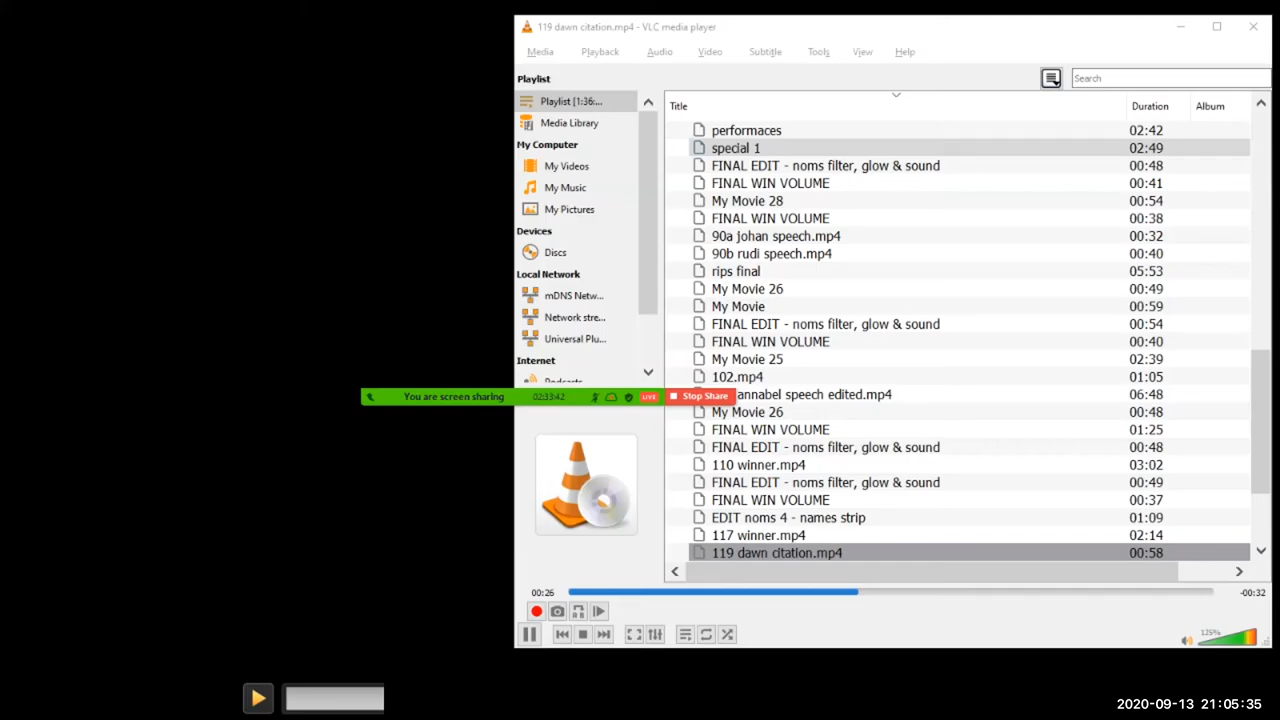 119 dawn citation.mp4 - VLC media player
Media Playback Audio Video Subtitle Tools View Help
Playlist
Search
Playlist [1:36:...
Media Library
My Computer
My Videos
My Music
My Pictures
Devices
Discs
Local Network
mDNS Netw...
Network stre...
Universal Plu...
Internet
Podcasts
Title Duration Album
performaces 02:42
special 1 02:49
FINAL EDIT - noms filter, glow & sound 00:48
FINAL WIN VOLUME 00:41
My Movie 28 00:54
FINAL WIN VOLUME 00:38
90a johan speech.mp4 00:32
90b rudi speech.mp4 00:40
rips final 05:53
My Movie 26 00:49
My Movie 00:59
FINAL EDIT - noms filter, glow & sound 00:54
FINAL WIN VOLUME 00:40
My Movie 25 02:39
102.mp4 01:05
annabel speech edited.mp4 06:48
My Movie 26 00:48
FINAL WIN VOLUME 01:25
FINAL EDIT - noms filter, glow & sound 00:48
110 winner.mp4 03:02
FINAL EDIT - noms filter, glow & sound 00:49
FINAL WIN VOLUME 00:37
EDIT noms 4 - names strip 01:09
117 winner.mp4 02:14
119 dawn citation.mp4 00:58
You are screen sharing 02:33:42 LIVE Stop Share
00:26 -00:32
125%
2020-09-13 21:05:35